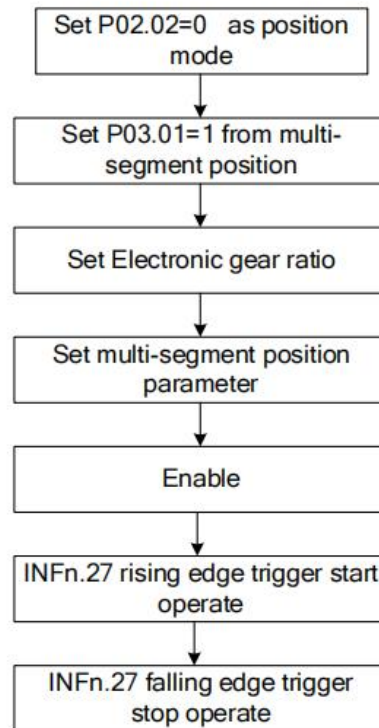 Set P02.02=0 as position
mode
Set P03.01=1 from multi-
segment position
Set Electronic gear ratio
Set multi-segment position
parameter
Enable
INFn.27 rising edge trigger start
operate
INFn.27 falling edge trigger
stop operate